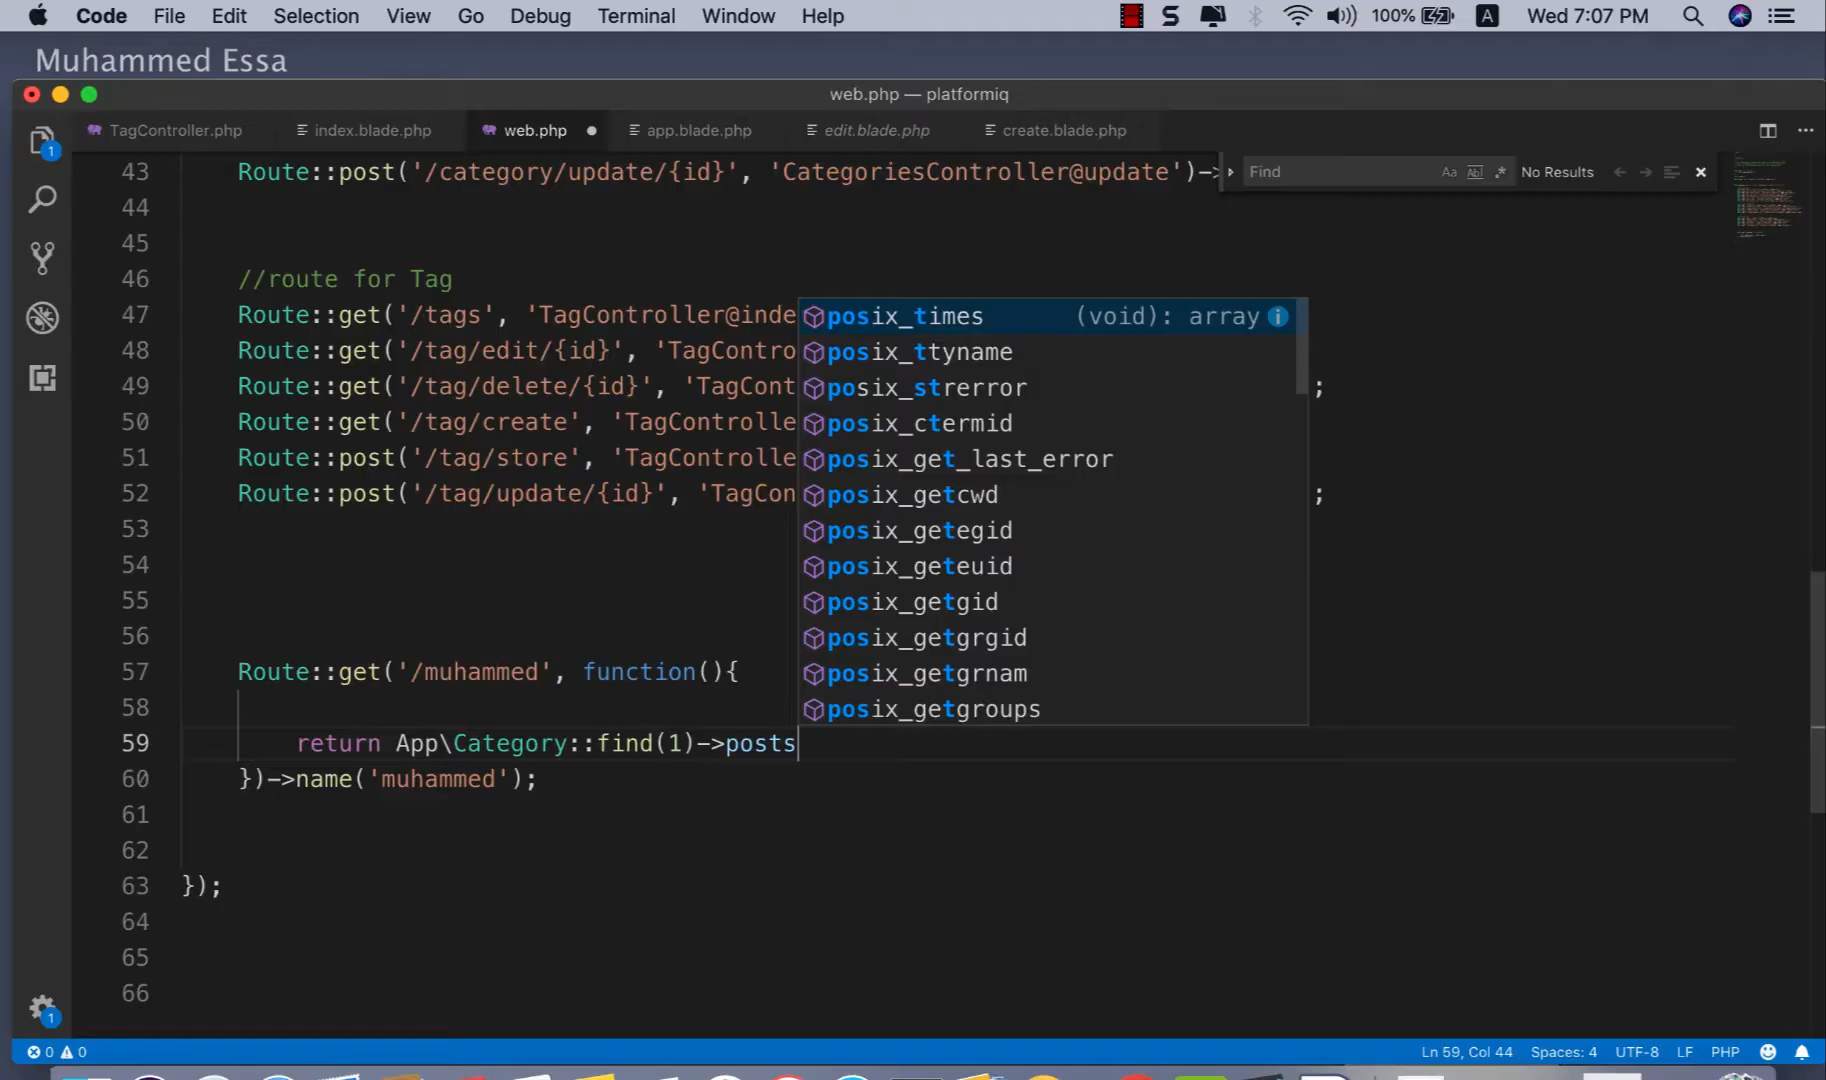 Code File Edit Selection View Go Debug Terminal Window Help S 100% A Wed 7:07 PM
Muhammed Essa
web.php — platformiq
TagController.php index.blade.php web.php app.blade.php edit.blade.php create.blade.php
43 Route::post('/category/update/{id}', 'CategoriesController@update')->
Find Aa Abl .* No Results
44
45
46 //route for Tag
47 Route::get('/tags', 'TagController@inde
48 Route::get('/tag/edit/{id}', 'TagContro
49 Route::get('/tag/delete/{id}', 'TagCont ;
50 Route::get('/tag/create', 'TagControlle
51 Route::post('/tag/store', 'TagControlle
52 Route::post('/tag/update/{id}', 'TagCon ;
posix_times (void): array
posix_ttyname
posix_strerror
posix_ctermid
posix_get_last_error
posix_getcwd
posix_getegid
posix_geteuid
posix_getgid
posix_getgrgid
posix_getgrnam
posix_getgroups
53
54
55
56
57 Route::get('/muhammed', function(){
58
59 return App\Category::find(1)->posts
60 })->name('muhammed');
61
62
63 });
64
65
66
1
1
0 0 Ln 59, Col 44 Spaces: 4 UTF-8 LF PHP